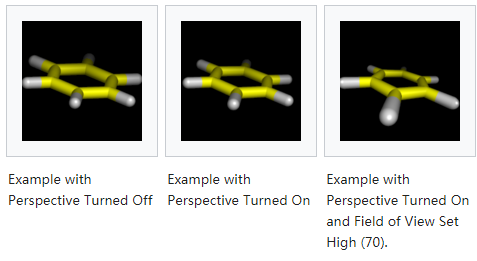 Example with
Perspective Turned Off
Example with
Perspective Turned On
Example with
Perspective Turned On
and Field of View Set
High (70).